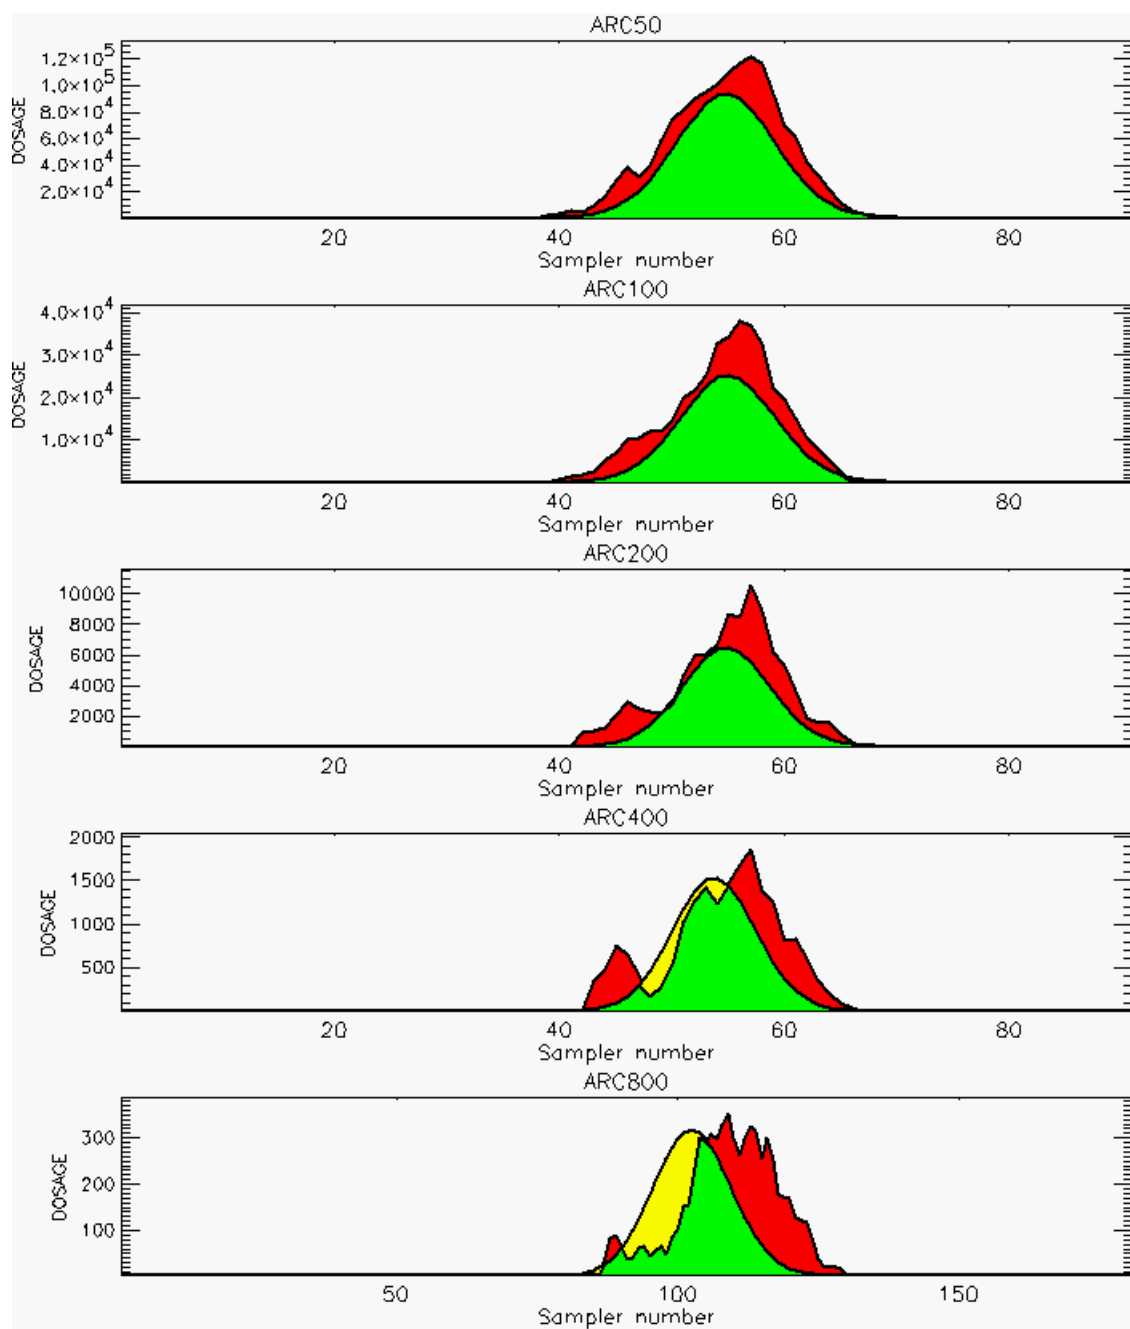 ARC50
1.2×10⁵
1.0×10⁵
8.0×10⁴
6.0×10⁴
4.0×10⁴
2.0×10⁴
DOSAGE
20 40 60 80
Sampler number
ARC100
4.0×10⁴
3.0×10⁴
2.0×10⁴
1.0×10⁴
DOSAGE
20 40 60 80
Sampler number
ARC200
10000
8000
6000
4000
2000
DOSAGE
20 40 60 80
Sampler number
ARC400
2000
1500
1000
500
DOSAGE
20 40 60 80
Sampler number
ARC800
300
200
100
DOSAGE
50 100 150
Sampler number